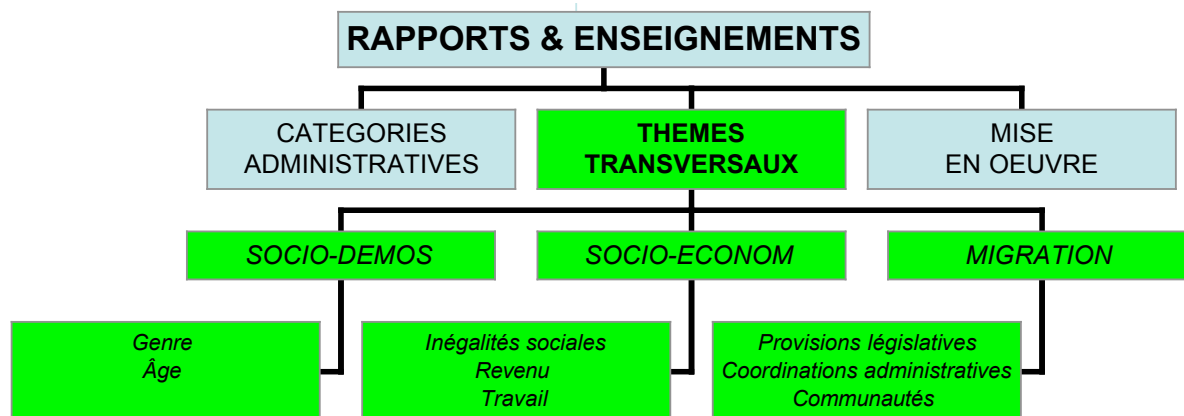 RAPPORTS & ENSEIGNEMENTS
CATEGORIES
ADMINISTRATIVES
THEMES
TRANSVERSAUX
MISE
EN OEUVRE
SOCIO-DEMOS
SOCIO-ECONOM
MIGRATION
Genre
Âge
Inégalités sociales
Revenu
Travail
Provisions législatives
Coordinations administratives
Communautés